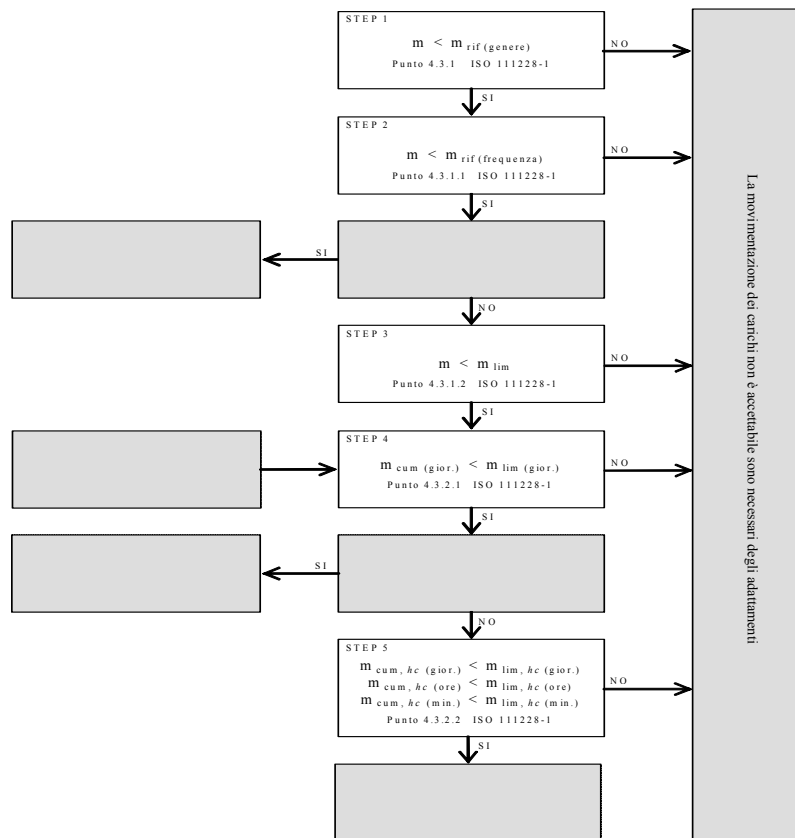 STEP 1
m < m rif (genere)
Punto 4.3.1 ISO 111228-1
NO
SI
STEP 2
m < m rif (frequenza)
Punto 4.3.1.1 ISO 111228-1
NO
SI
SI
NO
STEP 3
m < m lim
Punto 4.3.1.2 ISO 111228-1
NO
SI
STEP 4
m cum (gior.) < m lim (gior.)
Punto 4.3.2.1 ISO 111228-1
NO
SI
SI
NO
STEP 5
m cum, hc (gior.) < m lim, hc (gior.)
m cum, hc (ore) < m lim, hc (ore)
m cum, hc (min.) < m lim, hc (min.)
Punto 4.3.2.2 ISO 111228-1
NO
SI
La movimentazione dei carichi non è accettabile sono necessari degli adattamenti